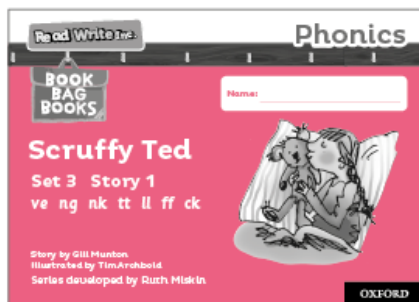 Read Write Inc.
Phonics
BOOK
BAG
BOOKS
Name:
Scruffy Ted
Set 3 Story 1
ve ng nk tt ll ff ck
Story by Gill Munton
Illustrated by Tim Archbold
Series developed by Ruth Miskin
OXFORD